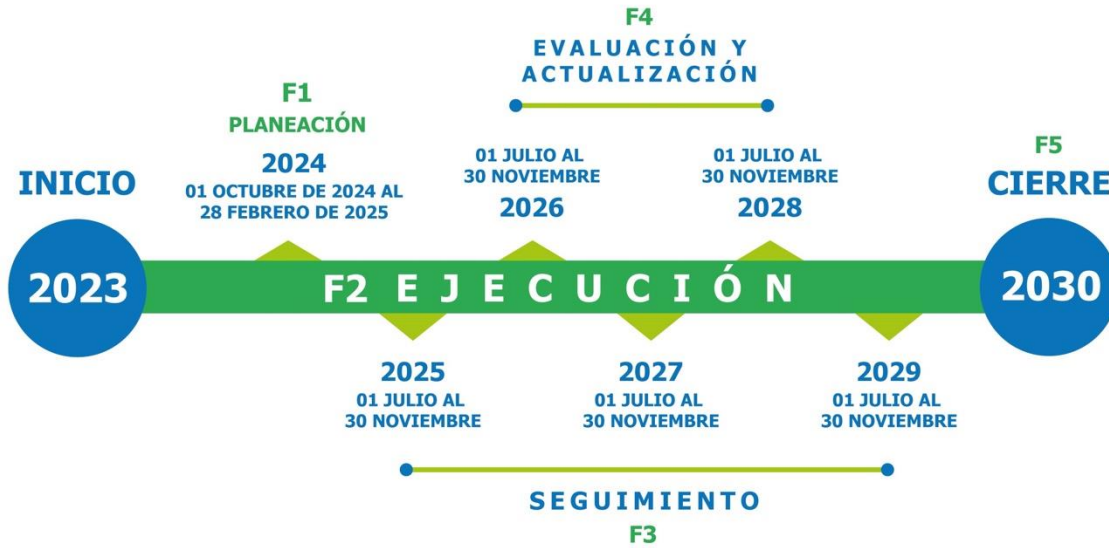 F4
EVALUACIÓN Y
ACTUALIZACIÓN
F1
PLANEACIÓN
2024
01 OCTUBRE DE 2024 AL
28 FEBRERO DE 2025
01 JULIO AL
30 NOVIEMBRE
2026
01 JULIO AL
30 NOVIEMBRE
2028
F5
CIERRE
INICIO
2023
F2 EJECUCIÓN
2030
2025
01 JULIO AL
30 NOVIEMBRE
2027
01 JULIO AL
30 NOVIEMBRE
2029
01 JULIO AL
30 NOVIEMBRE
SEGUIMIENTO
F3